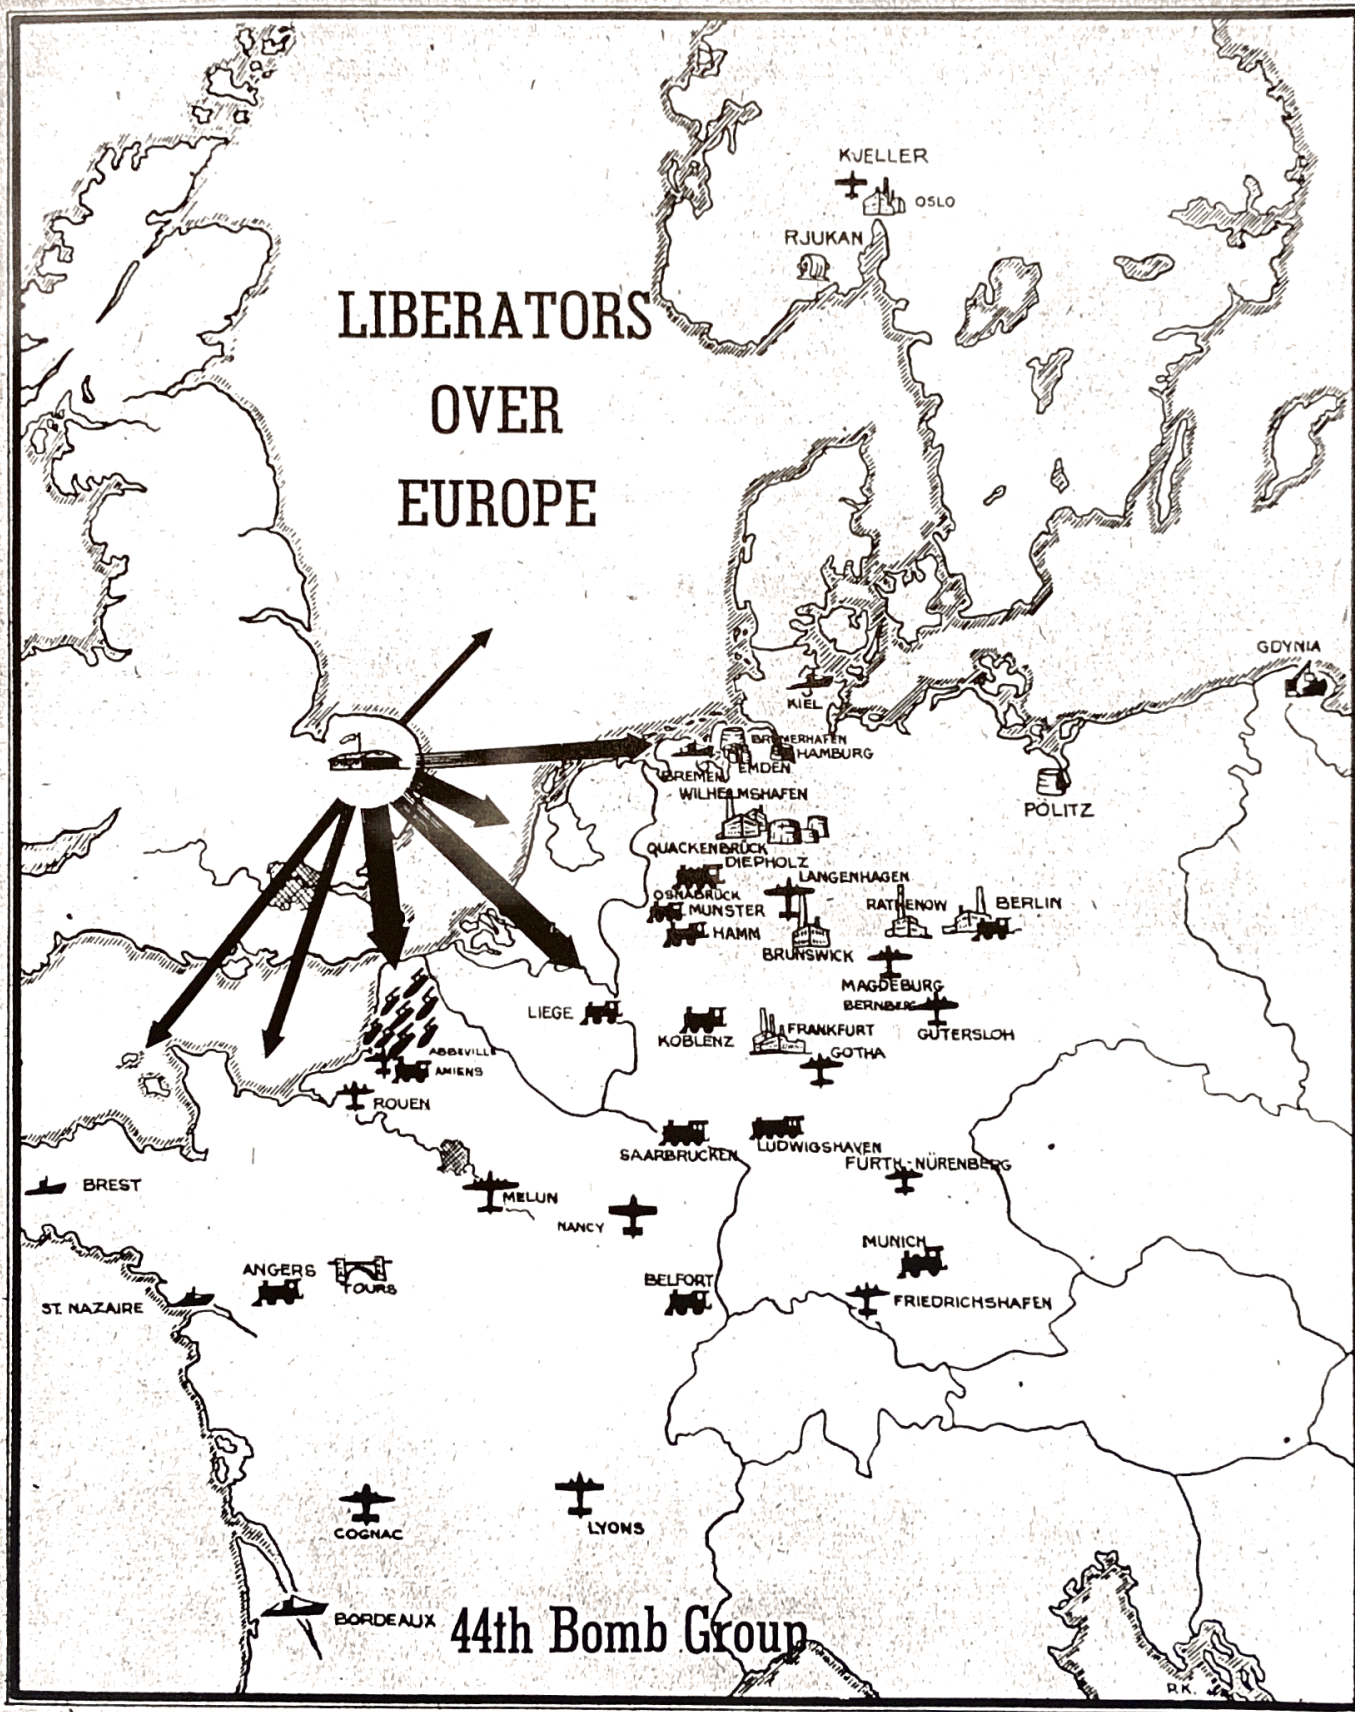 KJELLER
OSLO
RJUKAN
LIBERATORS
OVER
EUROPE
GDYNIA
KIEL
BREMERHAFEN
HAMBURG
EMDEN
BREMEN
WILHELMSHAFEN
POLITZ
QUACKENBRÜCK
DIEPHOLZ
LANGENHAGEN
OSNABRUCK
MUNSTER
RATHENOW
BERLIN
HAMM
BRUNSWICK
MAGDEBURG
BERNBERG
LIEGE
KOBLENZ
FRANKFURT
GUTERSLOH
GOTHA
ABBEVILLE
AMIENS
ROUEN
SAARBRUCKEN
LUDWIGSHAVEN
FURTH-NÜRENBERG
BREST
MELUN
NANCY
MUNICH
ANGERS
TOURS
BELFORT
ST. NAZAIRE
FRIEDRICHSHAFEN
COGNAC
LYONS
BORDEAUX
44th Bomb Group
P.K.